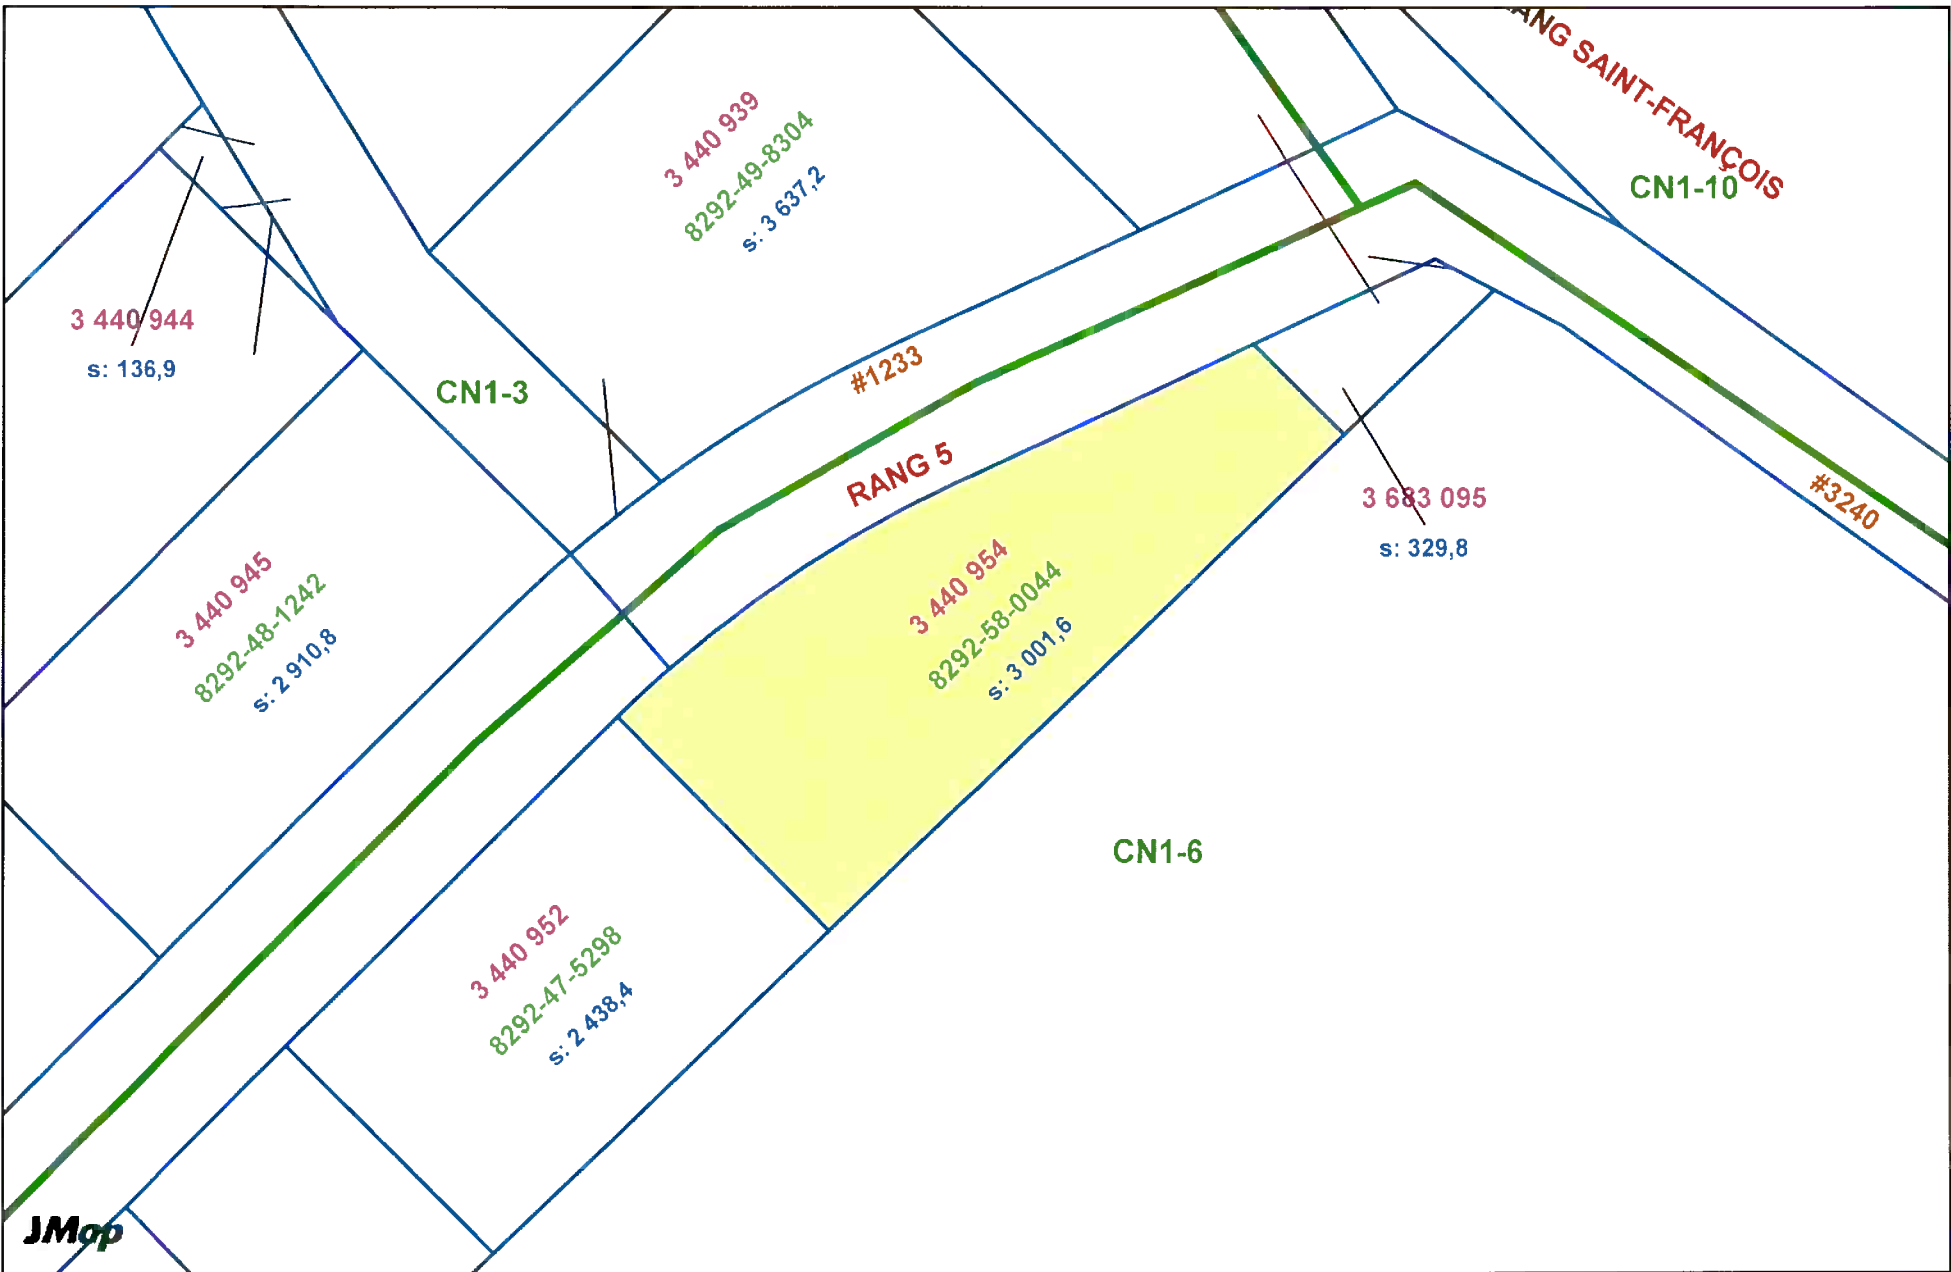 ANG SAINT-FRANÇOIS
CN1-10
3 440 939
8292-49-8304
s: 3 637,2
3 440 944
s: 136,9
CN1-3
#1233
RANG 5
3 683 095
s: 329,8
#3240
3 440 954
8292-58-0044
s: 3 001,6
3 440 945
8292-48-1242
s: 2 910,8
CN1-6
3 440 952
8292-47-5298
s: 2 438,4
JMap